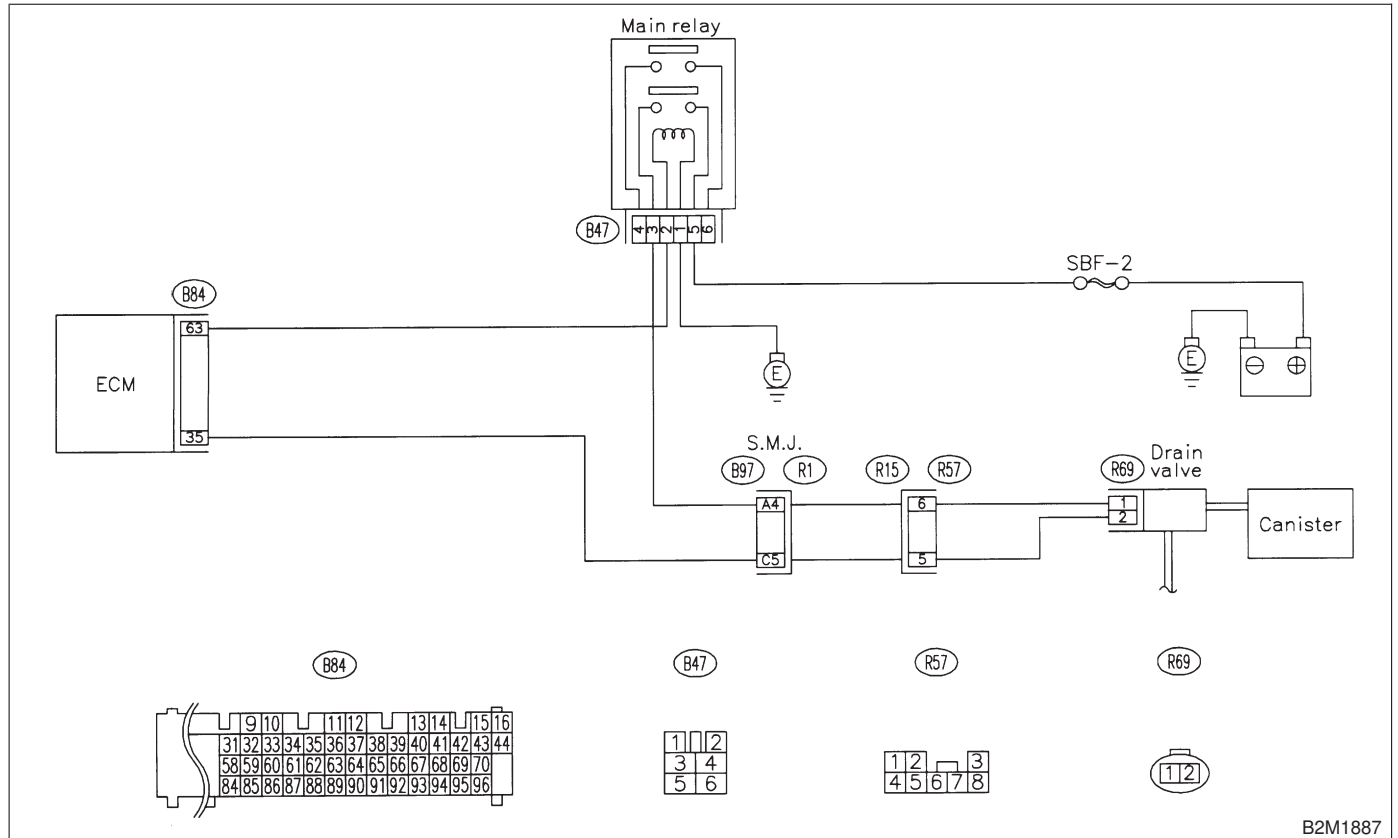 Main relay
B47
4 3 2 1 5 6
SBF-2
B84
63
ECM
35
E
E
⊖ ⊕
S.M.J.
B97 R1 R15 R57 R69 Drain valve
A4 6 1
2
C5 5
Canister
B84 B47 R57 R69
9 10 11 12 13 14 15 16
31 32 33 34 35 36 37 38 39 40 41 42 43 44
58 59 60 61 62 63 64 65 66 67 68 69 70
84 85 86 87 88 89 90 91 92 93 94 95 96
1 2
3 4
5 6
1 2 3
4 5 6 7 8
1 2
B2M1887